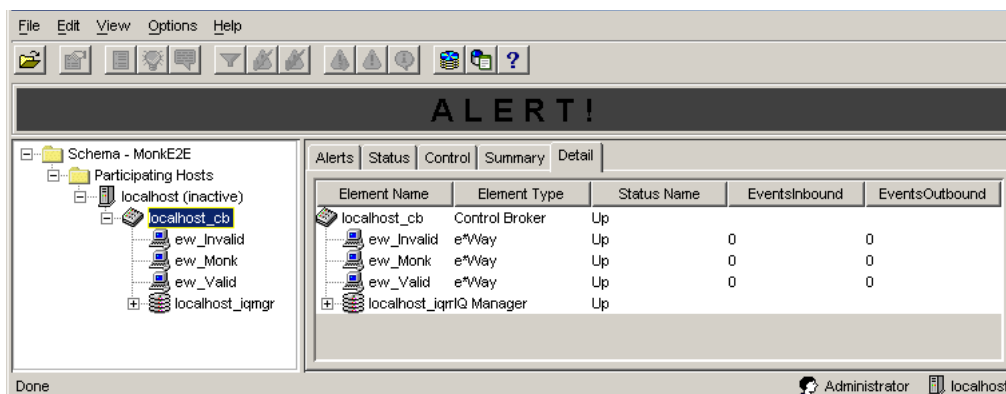 File Edit View Options Help
ALERT!
Schema - MonkE2E
Participating Hosts
localhost (inactive)
localhost_cb
ew_Invalid
ew_Monk
ew_Valid
localhost_iqmgr
Alerts Status Control Summary Detail
Element Name Element Type Status Name EventsInbound EventsOutbound
localhost_cb Control Broker Up
ew_Invalid e*Way Up 0 0
ew_Monk e*Way Up 0 0
ew_Valid e*Way Up 0 0
localhost_iqm IQ Manager Up
Done Administrator localhost